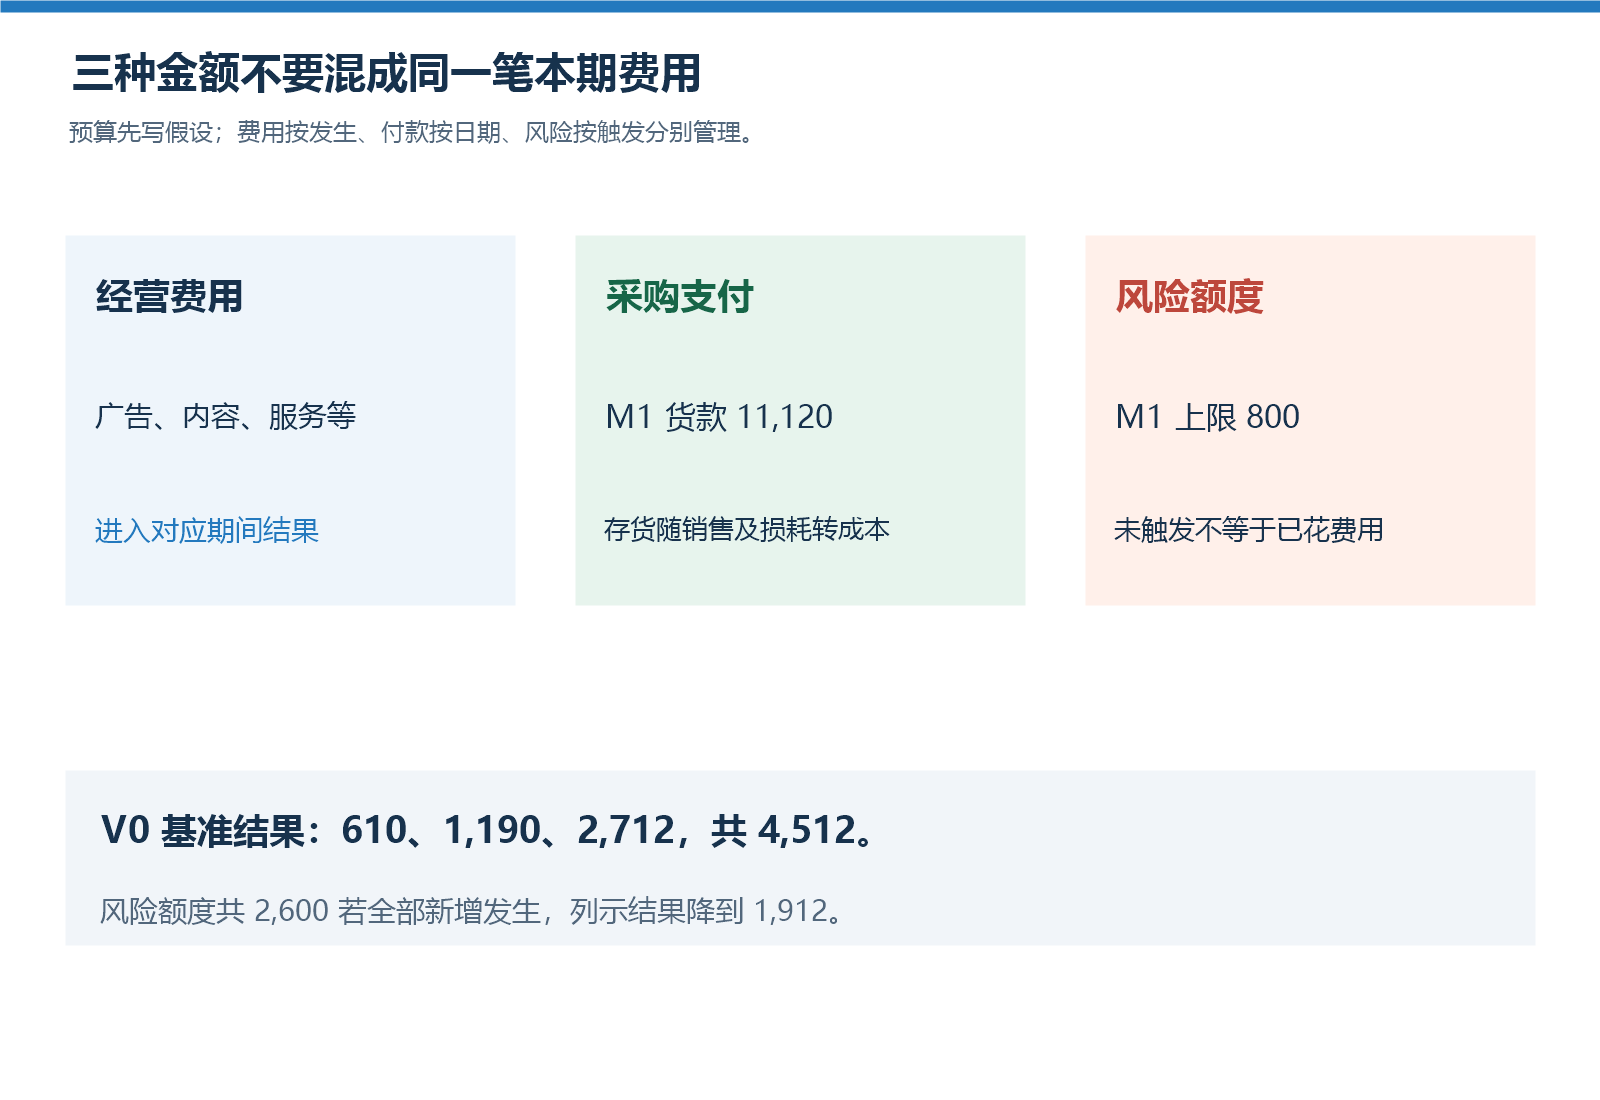 三种金额不要混成同一笔本期费用
预算先写假设；费用按发生、付款按日期、风险按触发分别管理。
经营费用
广告、内容、服务等
进入对应期间结果
采购支付
M1 货款 11,120
存货随销售及损耗转成本
风险额度
M1 上限 800
未触发不等于已花费用
V0 基准结果：610、1,190、2,712，共 4,512。
风险额度共 2,600 若全部新增发生，列示结果降到 1,912。